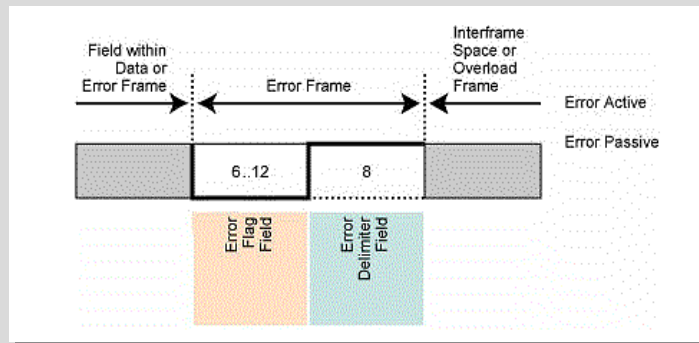 Field within
Data or
Error Frame
Error Frame
Interframe
Space or
Overload
Frame
Error Active
Error Passive
6..12
8
Error
Flag
Field
Error
Delimiter
Field